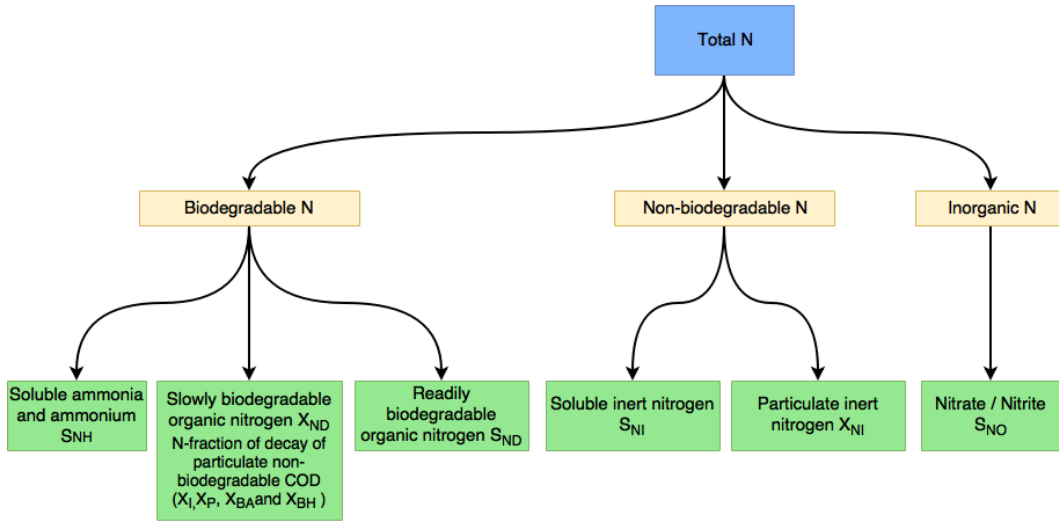 Total N
Biodegradable N
Non-biodegradable N
Inorganic N
Soluble ammonia
and ammonium
SNH
Slowly biodegradable
organic nitrogen XND
N-fraction of decay of
particulate non-
biodegradable COD
(XI,XP, XBAand XBH )
Readily
biodegradable
organic nitrogen SND
Soluble inert nitrogen
SNI
Particulate inert
nitrogen XNI
Nitrate / Nitrite
SNO